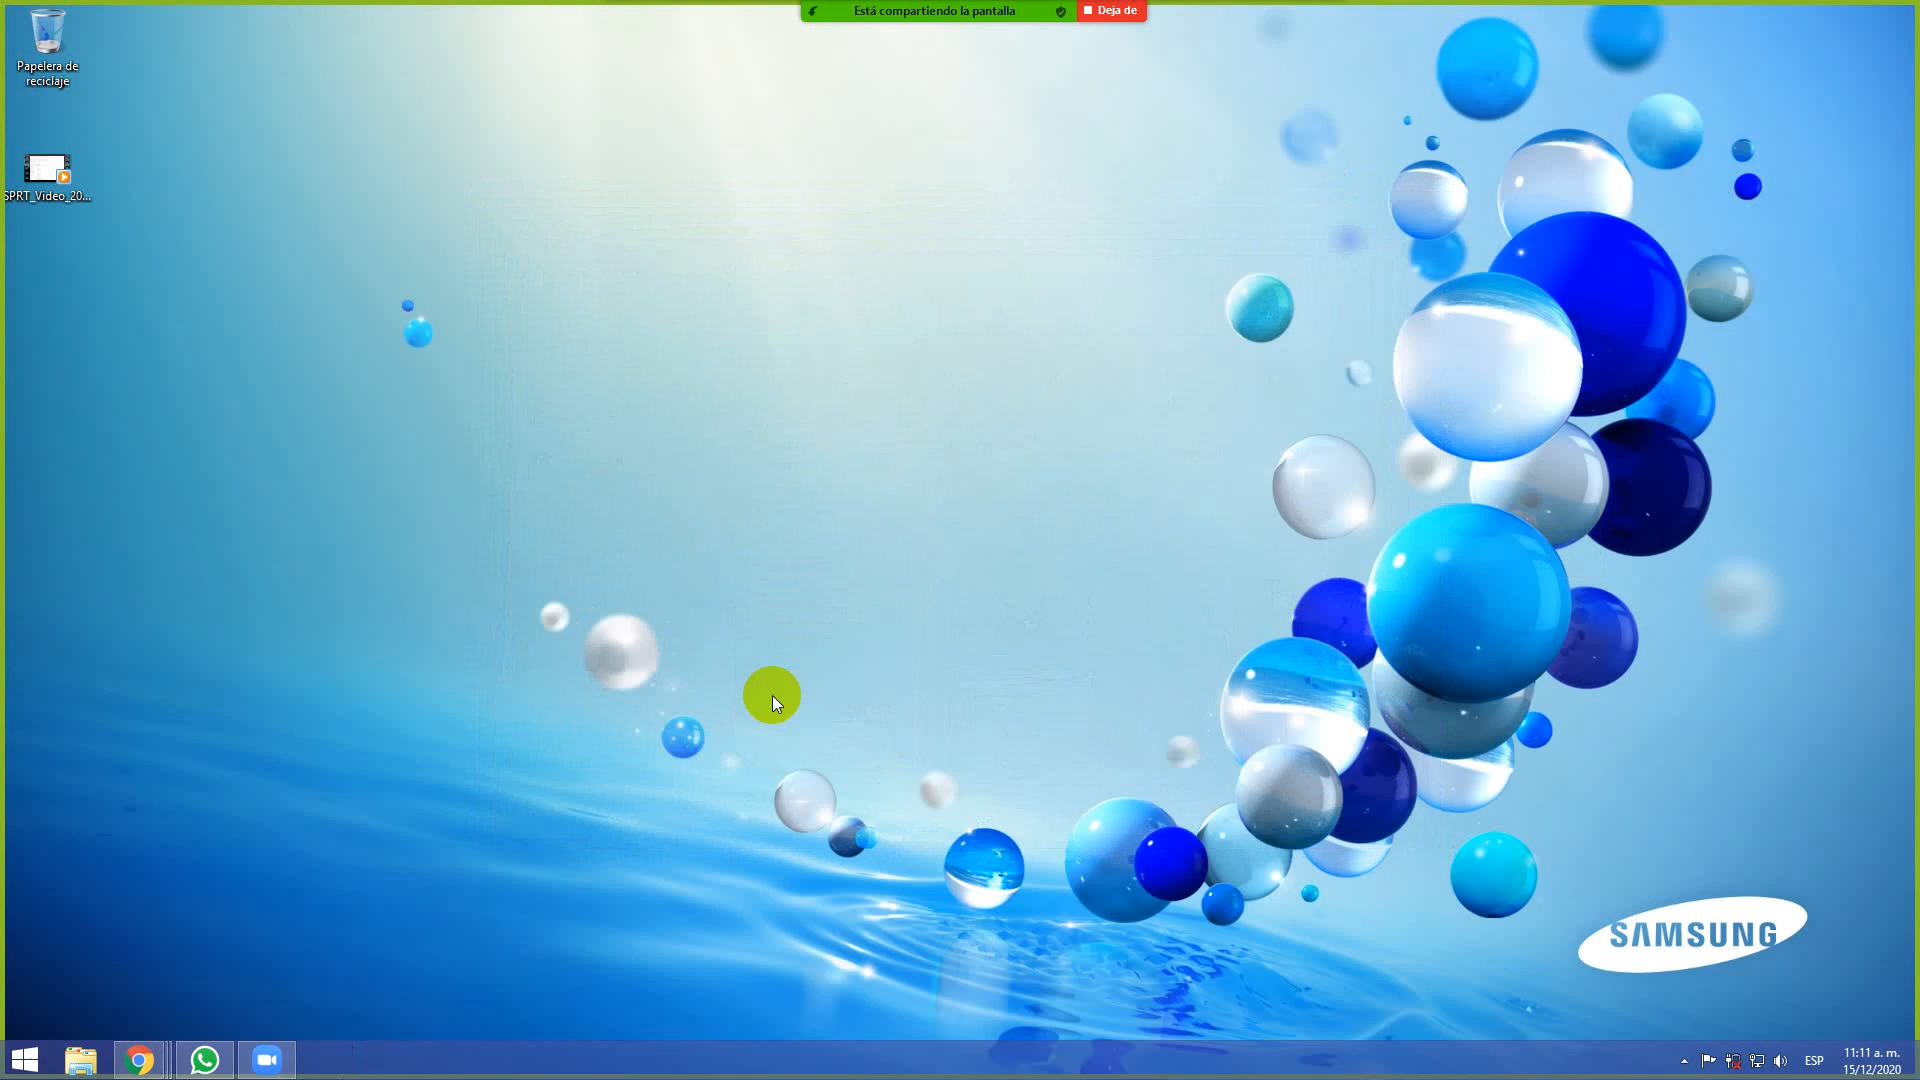 Está compartiendo la pantalla
Deja de
Papelera de
reciclaje
SPRT_Video_20...
SAMSUNG
ESP
11:11 a. m.
15/12/2020